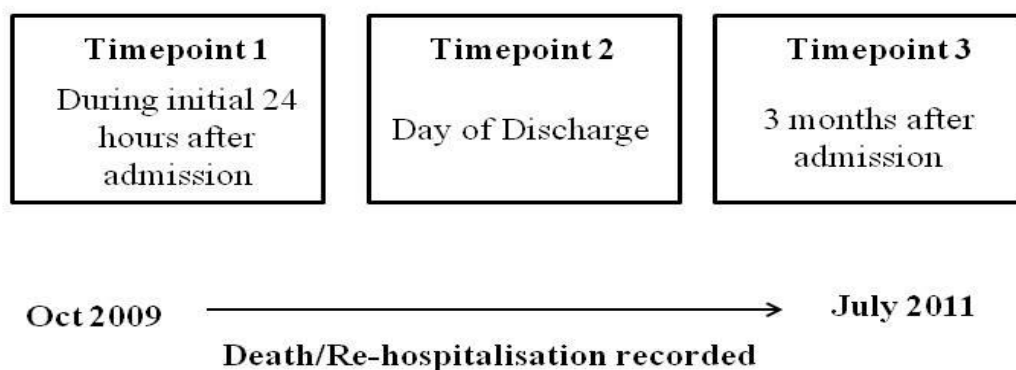 Timepoint 1
During initial 24
hours after
admission
Timepoint 2
Day of Discharge
Timepoint 3
3 months after
admission
Oct 2009
July 2011
Death/Re-hospitalisation recorded